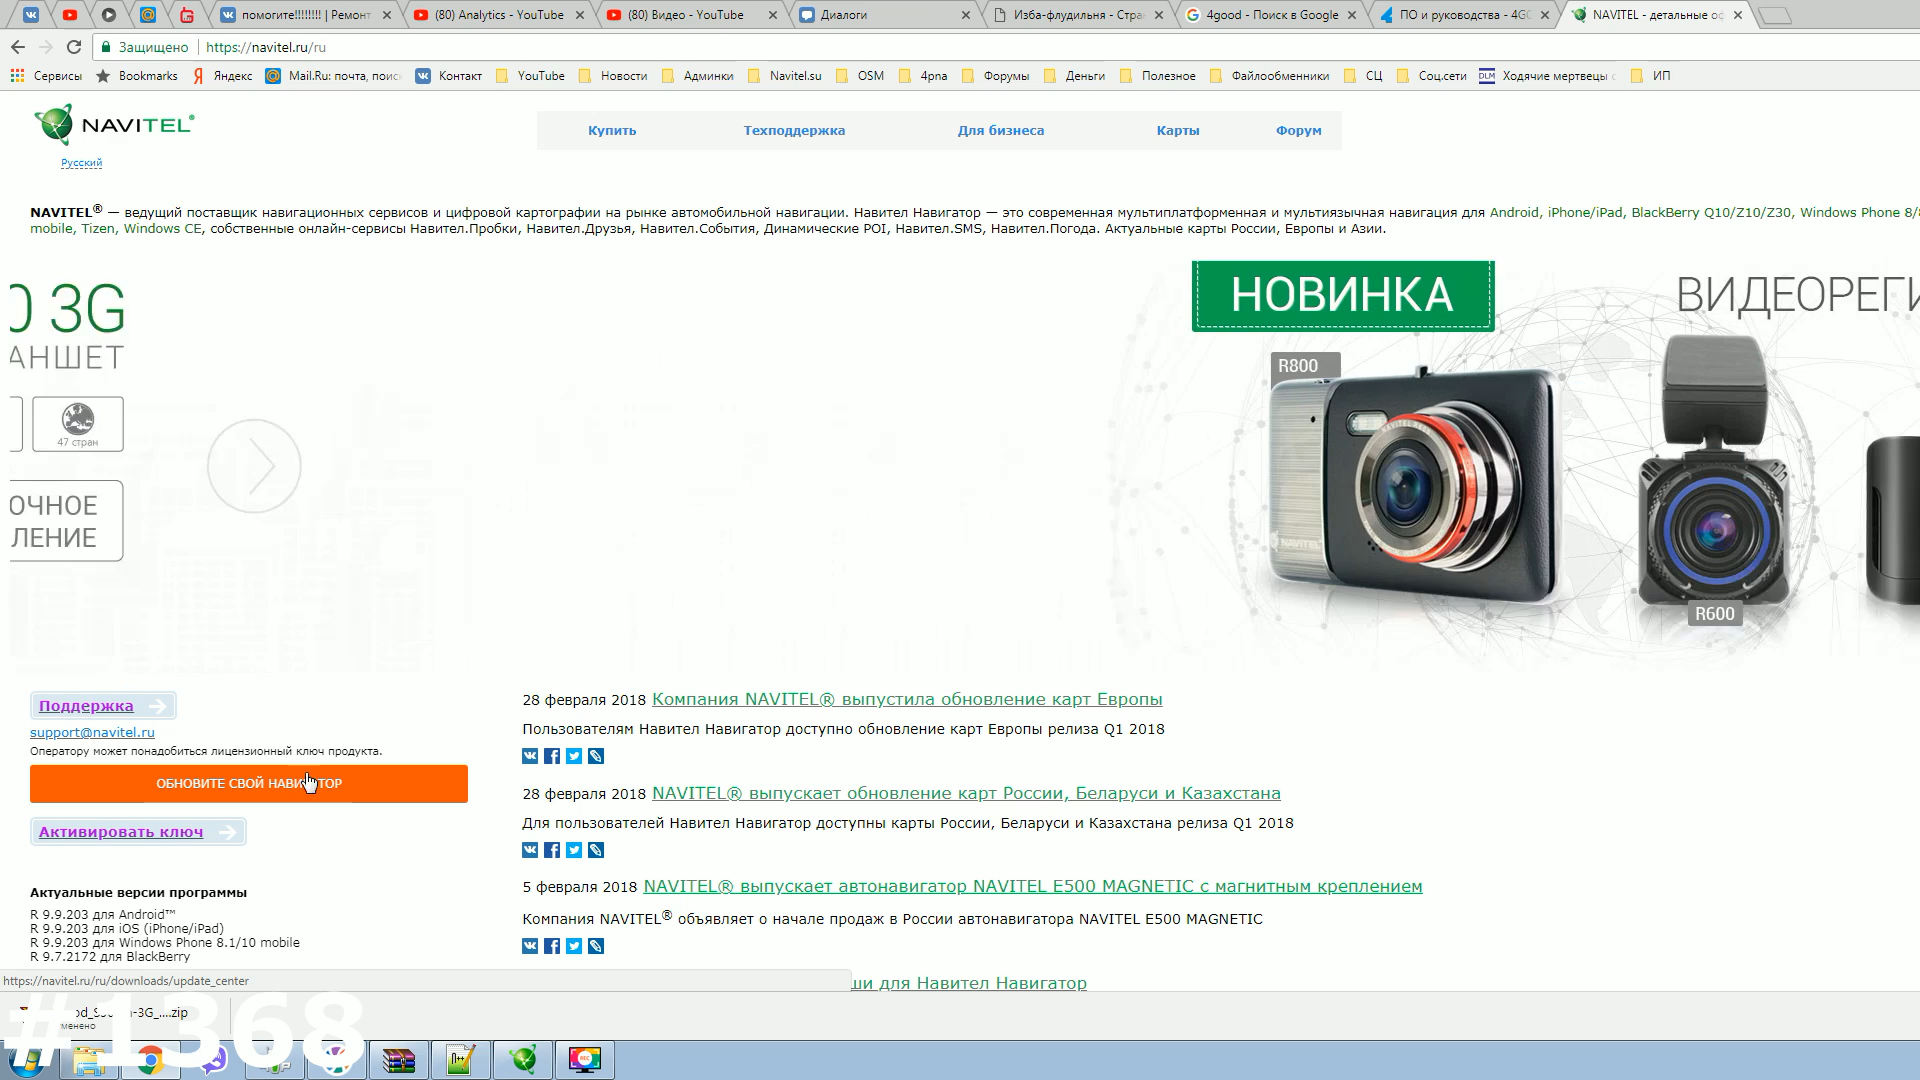 помогите!!!!!!!! | Ремонт
(80) Analytics - YouTube
(80) Видео - YouTube
Диалоги
Изба-флудильня - Стра
4good - Поиск в Google
ПО и руководства - 4GO
NAVITEL - детальные оф
Защищено
https://navitel.ru/ru
Сервисы
Bookmarks
Яндекс
Mail.Ru: почта, поиск
Контакт
YouTube
Новости
Админки
Navitel.su
OSM
4pna
Форумы
Деньги
Полезное
Файлообменники
СЦ
Соц.сети
DLM
Ходячие мертвецы с
ИП
NAVITEL®
Русский
Купить
Техподдержка
Для бизнеса
Карты
Форум
NAVITEL® — ведущий поставщик навигационных сервисов и цифровой картографии на рынке автомобильной навигации. Навител Навигатор — это современная мультиплатформенная и мультиязычная навигация для Android, iPhone/iPad, BlackBerry Q10/Z10/Z30, Windows Phone 8/8
mobile, Tizen, Windows CE, собственные онлайн-сервисы Навител.Пробки, Навител.Друзья, Навител.События, Динамические POI, Навител.SMS, Навител.Погода. Актуальные карты России, Европы и Азии.
0 3G
АНШЕТ
47 стран
ОЧНОЕ
ЛЕНИЕ
НОВИНКА
ВИДЕОРЕГИ
R800
NAVITEL
R600
Поддержка
support@navitel.ru
Оператору может понадобиться лицензионный ключ продукта.
ОБНОВИТЕ СВОЙ НАВИГАТОР
Активировать ключ
Актуальные версии программы
R 9.9.203 для Android™
R 9.9.203 для iOS (iPhone/iPad)
R 9.9.203 для Windows Phone 8.1/10 mobile
R 9.7.2172 для BlackBerry
28 февраля 2018 Компания NAVITEL® выпустила обновление карт Европы
Пользователям Навител Навигатор доступно обновление карт Европы релиза Q1 2018
28 февраля 2018 NAVITEL® выпускает обновление карт России, Беларуси и Казахстана
Для пользователей Навител Навигатор доступны карты России, Беларуси и Казахстана релиза Q1 2018
5 февраля 2018 NAVITEL® выпускает автонавигатор NAVITEL E500 MAGNETIC с магнитным креплением
Компания NAVITEL® объявляет о начале продаж в России автонавигатора NAVITEL E500 MAGNETIC
ши для Навител Навигатор
https://navitel.ru/ru/downloads/update_center
-3G_....zip
менено
#1368